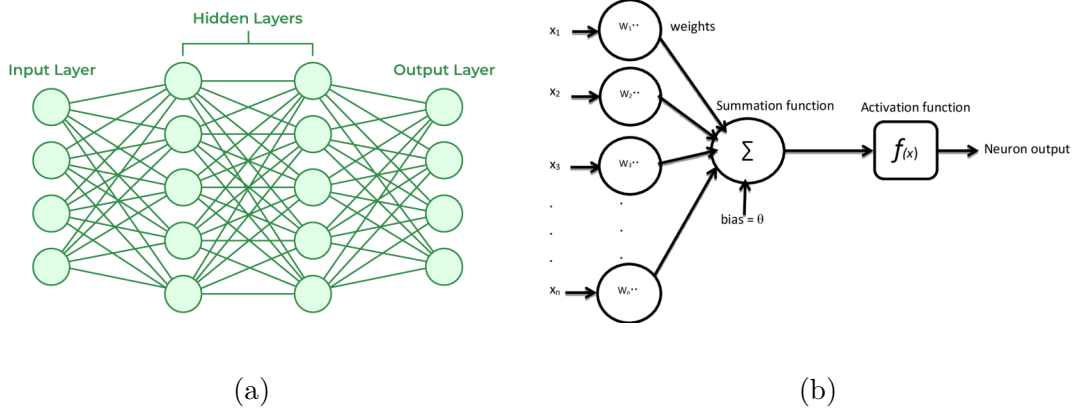 Hidden Layers
Input Layer
Output Layer
(a)
x₁
W₁··
weights
x₂
W₂··
Summation function
Activation function
x₃
W₃··
Σ
f(x)
Neuron output
bias = θ
xₙ
Wₙ··
(b)